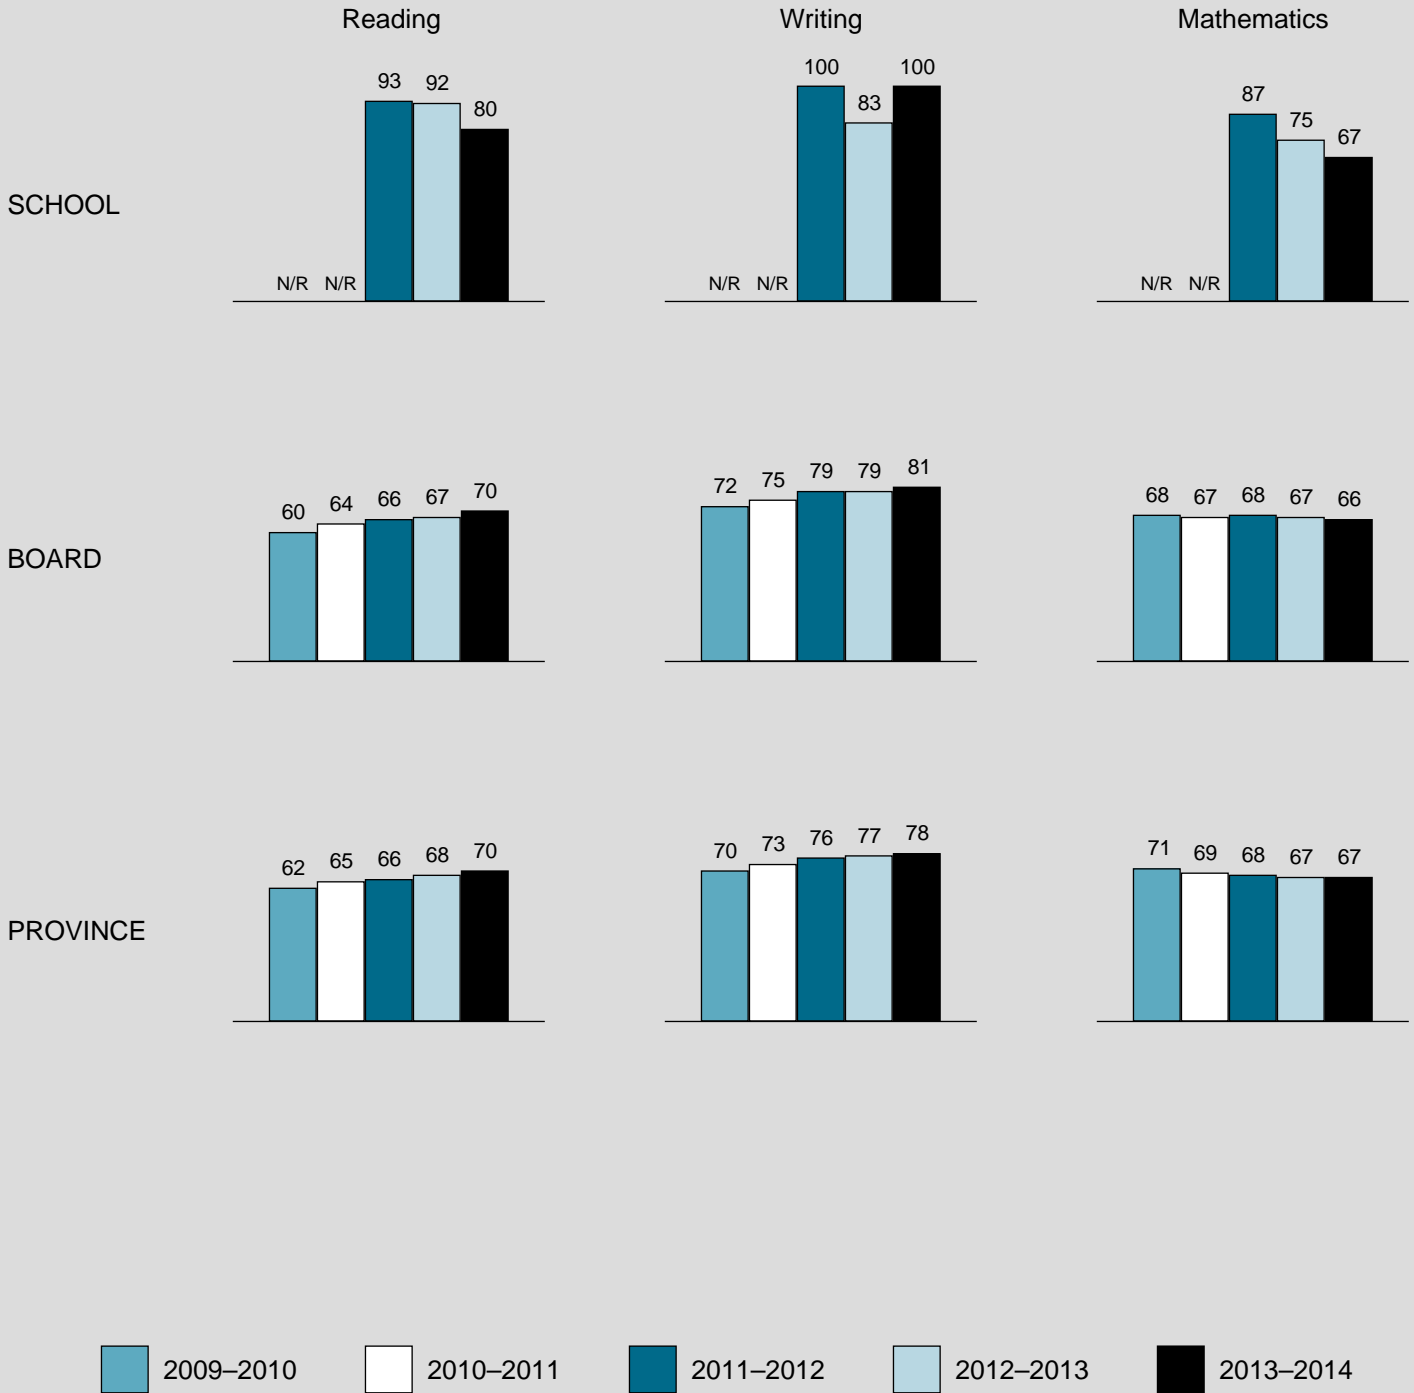 Reading Writing Mathematics
SCHOOL
N/R N/R 93 92 80
N/R N/R 100 83 100
N/R N/R 87 75 67
BOARD
60 64 66 67 70
72 75 79 79 81
68 67 68 67 66
PROVINCE
62 65 66 68 70
70 73 76 77 78
71 69 68 67 67
2009–2010 2010–2011 2011–2012 2012–2013 2013–2014